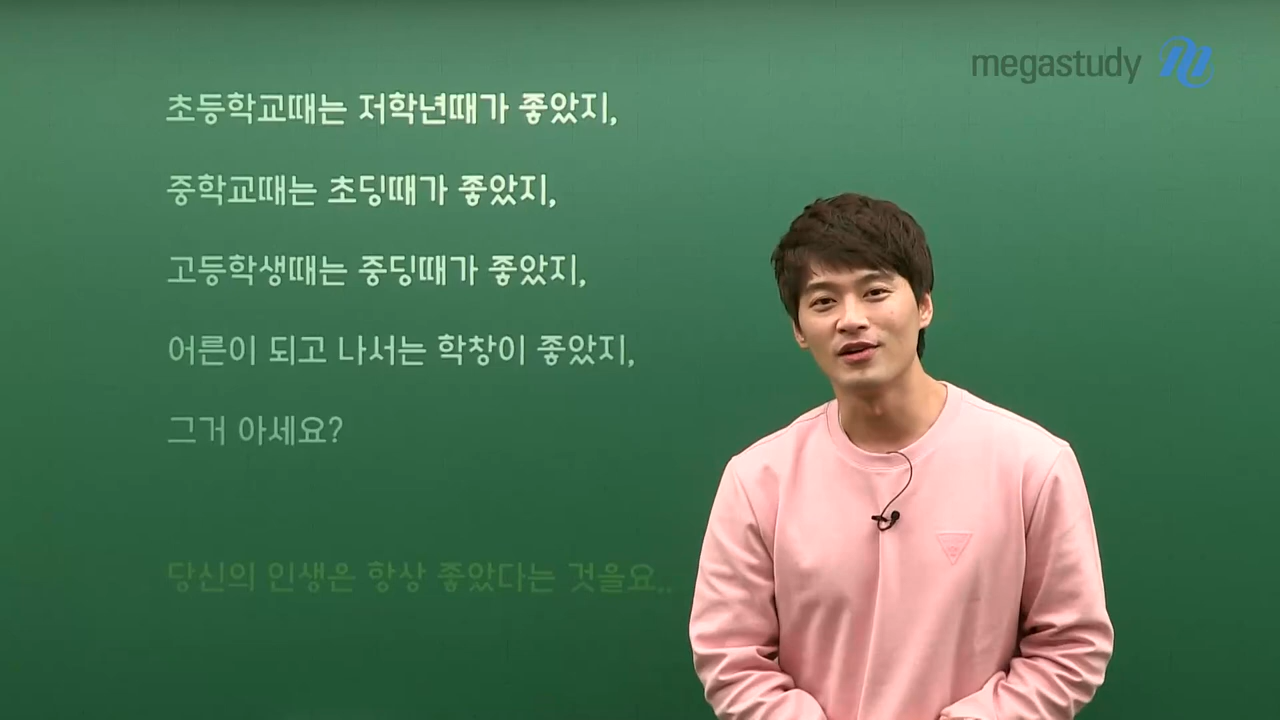 megastudy
초등학교때는 저학년때가 좋았지,
중학교때는 초딩때가 좋았지,
고등학생때는 중딩때가 좋았지,
어른이 되고 나서는 학창이 좋았지,
그거 아세요?
당신의 인생은 항상 좋았다는 것을요..